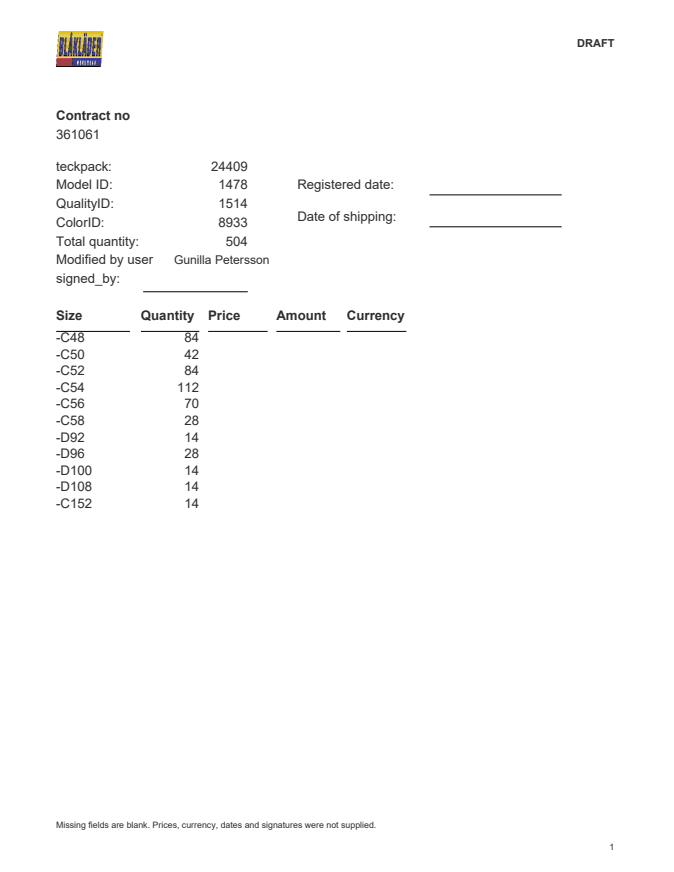 BLÅKLÄDER
WORKWEAR
DRAFT
Contract no
361061
teckpack: 24409
Model ID: 1478
Registered date:
QualityID: 1514
ColorID: 8933
Date of shipping:
Total quantity: 504
Modified by user Gunilla Petersson
signed_by:
Size Quantity Price Amount Currency
-C48 84
-C50 42
-C52 84
-C54 112
-C56 70
-C58 28
-D92 14
-D96 28
-D100 14
-D108 14
-C152 14
Missing fields are blank. Prices, currency, dates and signatures were not supplied.
1